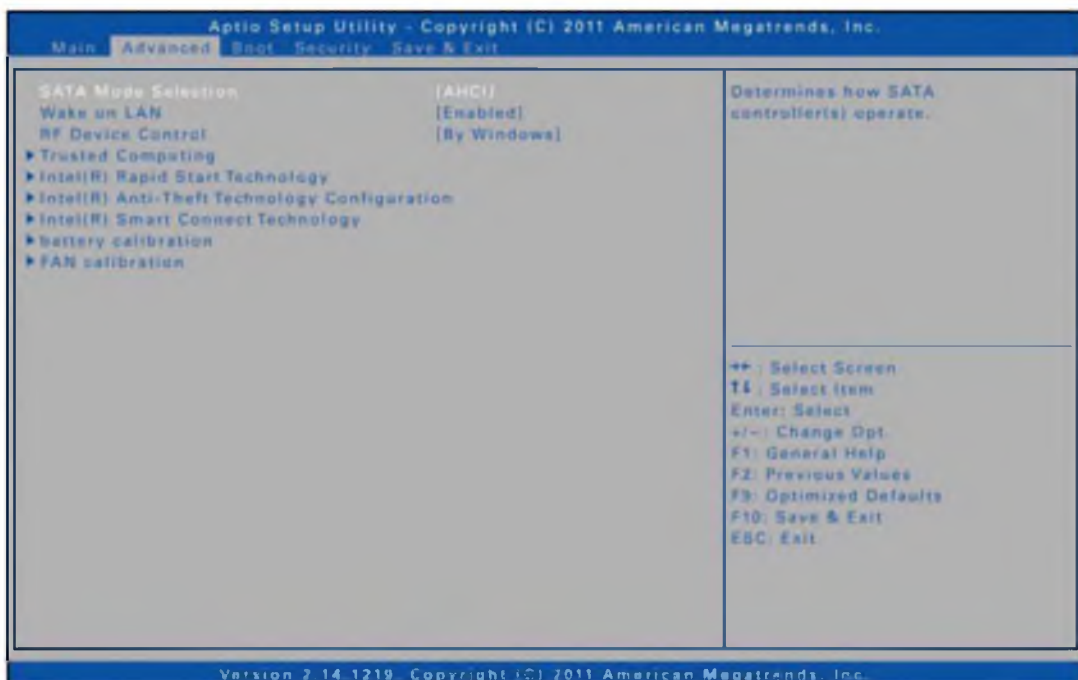 Aptio Setup Utility - Copyright (C) 2011 American Megatrends, Inc.
Main Advanced Boot Security Save & Exit
SATA Mode Selection [AHCI]
Wake on LAN [Enabled]
RF Device Control [By Windows]
▶Trusted Computing
▶Intel(R) Rapid Start Technology
▶Intel(R) Anti-Theft Technology Configuration
▶Intel(R) Smart Connect Technology
▶battery calibration
▶FAN calibration
Determines how SATA
controller(s) operate.
→←: Select Screen
↑↓: Select Item
Enter: Select
+/-: Change Opt.
F1: General Help
F2: Previous Values
F9: Optimized Defaults
F10: Save & Exit
ESC: Exit
Version 2.14.1219. Copyright (C) 2011 American Megatrends, Inc.